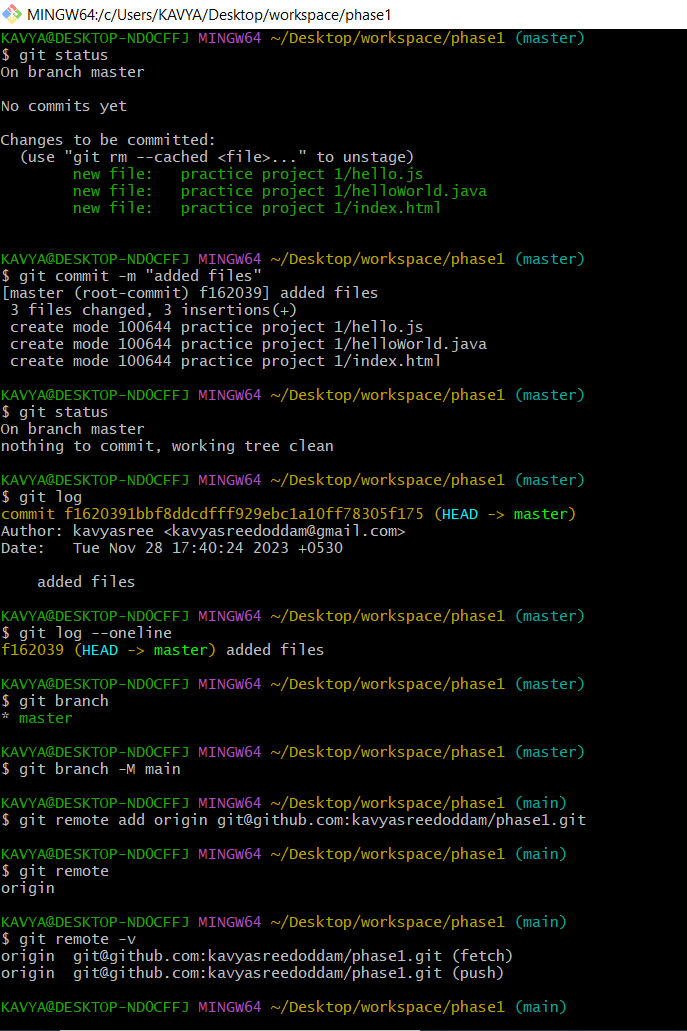 MINGW64:/c/Users/KAVYA/Desktop/workspace/phase1
KAVYA@DESKTOP-NDOCFFJ MINGW64 ~/Desktop/workspace/phase1 (master)
$ git status
On branch master
No commits yet
Changes to be committed:
  (use "git rm --cached <file>..." to unstage)
        new file:   practice project 1/hello.js
        new file:   practice project 1/helloWorld.java
        new file:   practice project 1/index.html
KAVYA@DESKTOP-NDOCFFJ MINGW64 ~/Desktop/workspace/phase1 (master)
$ git commit -m "added files"
[master (root-commit) f162039] added files
 3 files changed, 3 insertions(+)
 create mode 100644 practice project 1/hello.js
 create mode 100644 practice project 1/helloWorld.java
 create mode 100644 practice project 1/index.html
KAVYA@DESKTOP-NDOCFFJ MINGW64 ~/Desktop/workspace/phase1 (master)
$ git status
On branch master
nothing to commit, working tree clean
KAVYA@DESKTOP-NDOCFFJ MINGW64 ~/Desktop/workspace/phase1 (master)
$ git log
commit f1620391bbf8ddcdfff929ebc1a10ff78305f175 (HEAD -> master)
Author: kavyasree <kavyasreedoddam@gmail.com>
Date:   Tue Nov 28 17:40:24 2023 +0530
    added files
KAVYA@DESKTOP-NDOCFFJ MINGW64 ~/Desktop/workspace/phase1 (master)
$ git log --oneline
f162039 (HEAD -> master) added files
KAVYA@DESKTOP-NDOCFFJ MINGW64 ~/Desktop/workspace/phase1 (master)
$ git branch
* master
KAVYA@DESKTOP-NDOCFFJ MINGW64 ~/Desktop/workspace/phase1 (master)
$ git branch -M main
KAVYA@DESKTOP-NDOCFFJ MINGW64 ~/Desktop/workspace/phase1 (main)
$ git remote add origin git@github.com:kavyasreedoddam/phase1.git
KAVYA@DESKTOP-NDOCFFJ MINGW64 ~/Desktop/workspace/phase1 (main)
$ git remote
origin
KAVYA@DESKTOP-NDOCFFJ MINGW64 ~/Desktop/workspace/phase1 (main)
$ git remote -v
origin  git@github.com:kavyasreedoddam/phase1.git (fetch)
origin  git@github.com:kavyasreedoddam/phase1.git (push)
KAVYA@DESKTOP-NDOCFFJ MINGW64 ~/Desktop/workspace/phase1 (main)